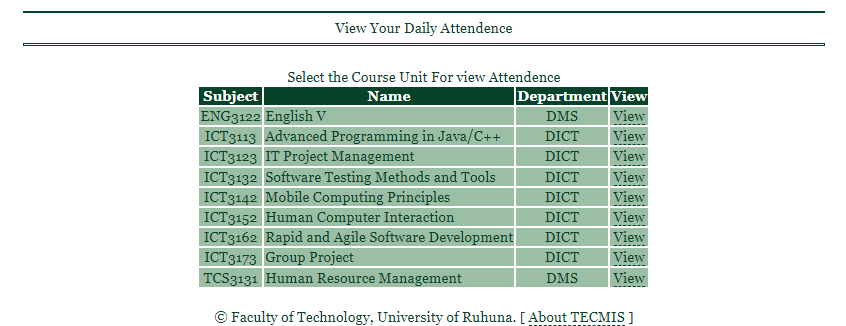 View Your Daily Attendence
Select the Course Unit For view Attendence
Subject Name Department View
ENG3122 English V DMS View
ICT3113 Advanced Programming in Java/C++ DICT View
ICT3123 IT Project Management DICT View
ICT3132 Software Testing Methods and Tools DICT View
ICT3142 Mobile Computing Principles DICT View
ICT3152 Human Computer Interaction DICT View
ICT3162 Rapid and Agile Software Development DICT View
ICT3173 Group Project DICT View
TCS3131 Human Resource Management DMS View
© Faculty of Technology, University of Ruhuna. [ About TECMIS ]